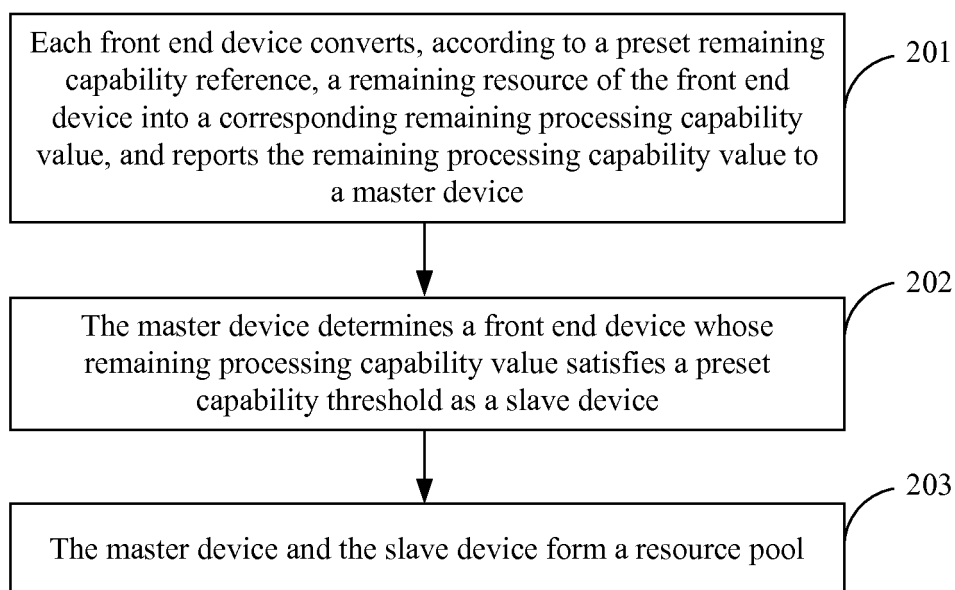 Each front end device converts, according to a preset remaining
capability reference, a remaining resource of the front end
device into a corresponding remaining processing capability
value, and reports the remaining processing capability value to
a master device
201
The master device determines a front end device whose
remaining processing capability value satisfies a preset
capability threshold as a slave device
202
The master device and the slave device form a resource pool
203